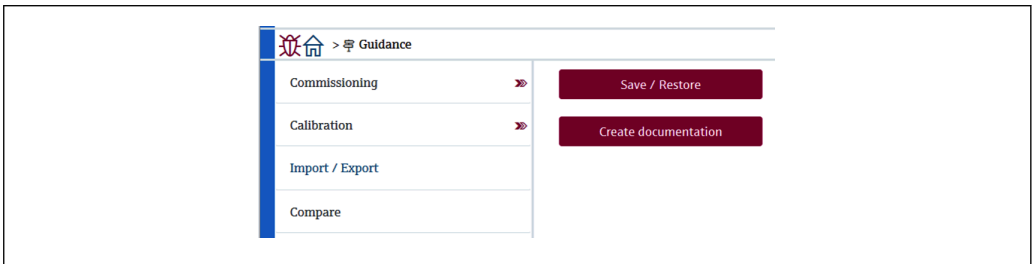 > Guidance
Commissioning
Calibration
Import / Export
Compare
Save / Restore
Create documentation